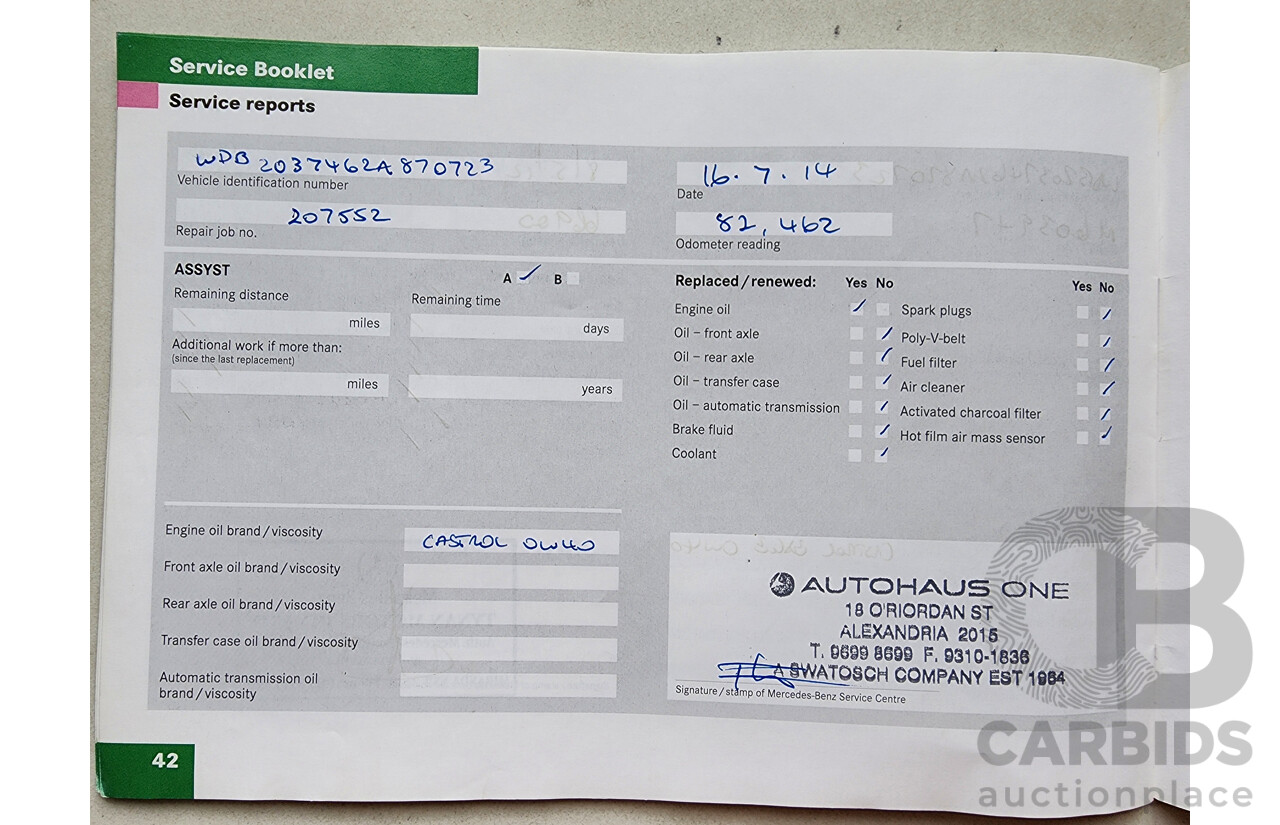 Service Booklet
Service reports
WDB 2037462A870723
Vehicle identification number
16. 7. 14
Date
207552
Repair job no.
82,462
Odometer reading
ASSYST
A ✓ B
Remaining distance
Remaining time
miles
days
Additional work if more than:
(since the last replacement)
miles
years
Replaced/renewed: Yes No
Engine oil
Oil – front axle
Oil – rear axle
Oil – transfer case
Oil – automatic transmission
Brake fluid
Coolant
Yes No
Spark plugs
Poly-V-belt
Fuel filter
Air cleaner
Activated charcoal filter
Hot film air mass sensor
Engine oil brand/viscosity
CASTROL 0W40
Front axle oil brand/viscosity
Rear axle oil brand/viscosity
Transfer case oil brand/viscosity
Automatic transmission oil
brand/viscosity
AUTOHAUS ONE
18 O'RIORDAN ST
ALEXANDRIA 2015
T. 9699 8699 F. 9310-1836
A SWATOSCH COMPANY EST 1964
Signature/stamp of Mercedes-Benz Service Centre
42
CB
CARBIDS
auctionplace